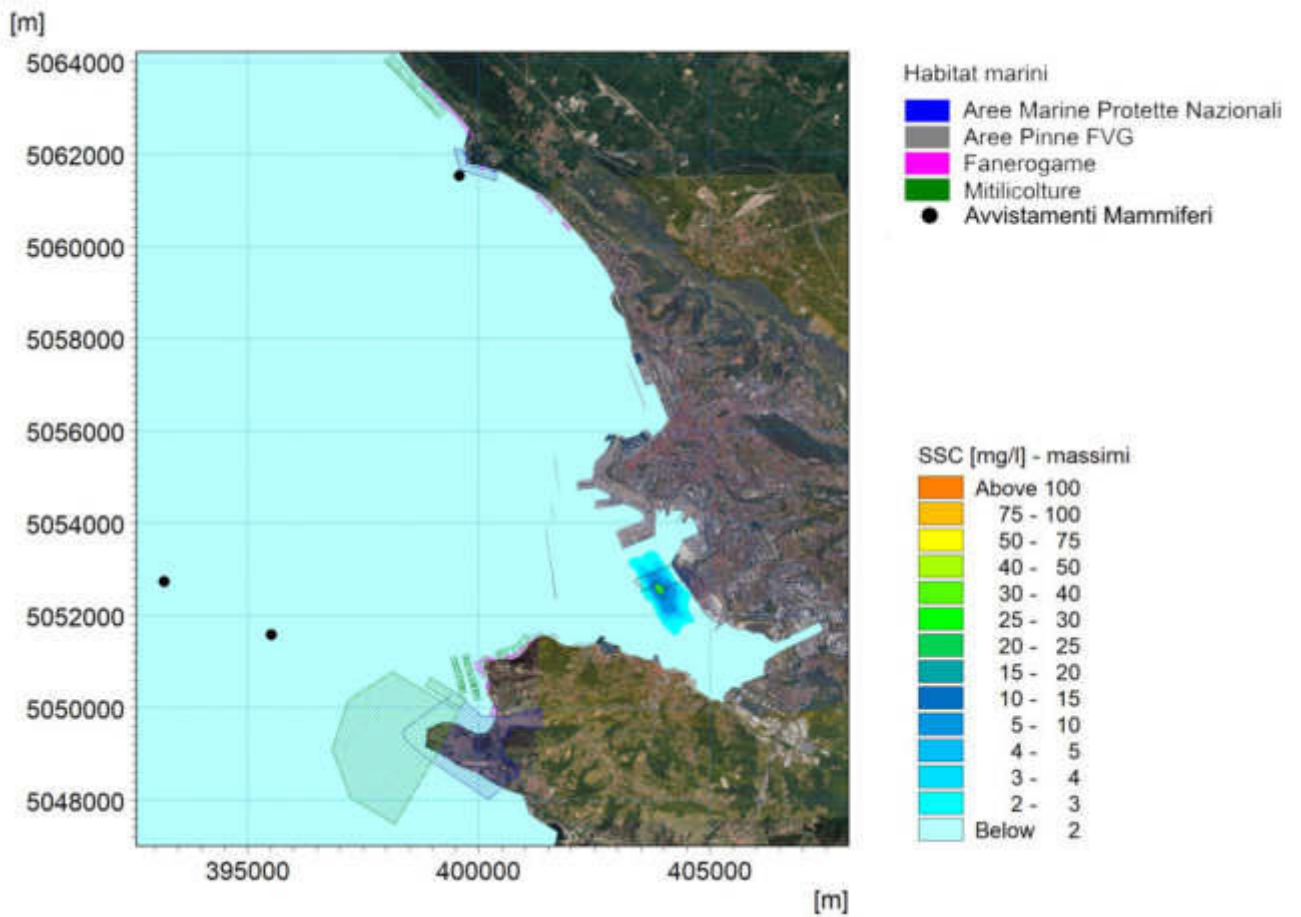 [m]
5064000
5062000
5060000
5058000
5056000
5054000
5052000
5050000
5048000
395000
400000
405000
[m]
Habitat marini
Aree Marine Protette Nazionali
Aree Pinne FVG
Fanerogame
Mitilicolture
Avvistamenti Mammiferi
SSC [mg/l] - massimi
Above 100
75 - 100
50 - 75
40 - 50
30 - 40
25 - 30
20 - 25
15 - 20
10 - 15
5 - 10
4 - 5
3 - 4
2 - 3
Below 2